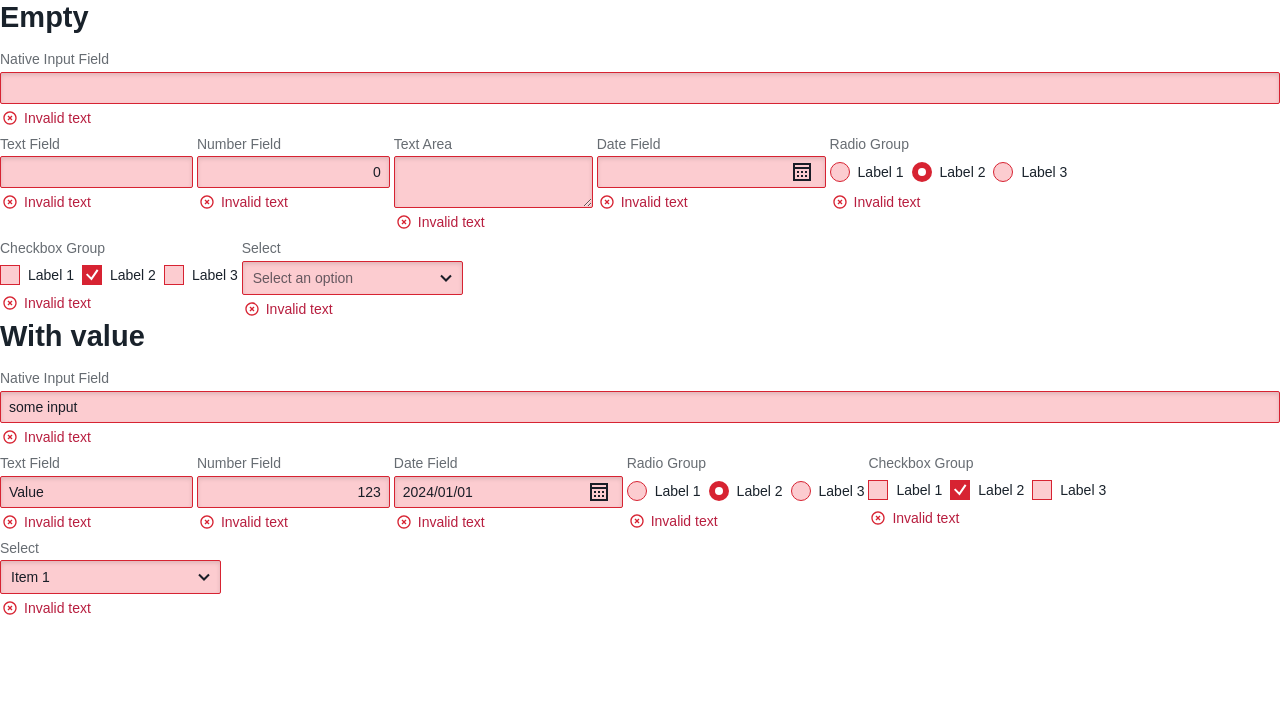 Empty
Native Input Field
Invalid text
Text Field Number Field Text Area Date Field Radio Group
0 Label 1 Label 2 Label 3
Invalid text Invalid text Invalid text Invalid text Invalid text
Checkbox Group Select
Label 1 Label 2 Label 3 Select an option
Invalid text Invalid text
With value
Native Input Field
some input
Invalid text
Text Field Number Field Date Field Radio Group Checkbox Group
Value 123 2024/01/01 Label 1 Label 2 Label 3 Label 1 Label 2 Label 3
Invalid text Invalid text Invalid text Invalid text Invalid text
Select
Item 1
Invalid text